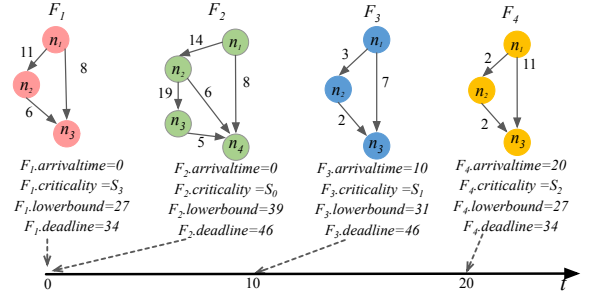 F1 F2 F3 F4
n1 n2 n3 11 8 6
n1 n2 n3 n4 14 19 6 8 5
n1 n2 n3 3 7 2
n1 n2 n3 2 11 2
F1.arrivaltime=0
F1.criticality =S3
F1.lowerbound=27
F1.deadline=34
F2.arrivaltime=0
F2.criticality =S0
F2.lowerbound=39
F2.deadline=46
F3.arrivaltime=10
F3.criticality =S1
F3.lowerbound=31
F3.deadline=46
F4.arrivaltime=20
F4.criticality =S2
F4.lowerbound=27
F4.deadline=34
0 10 20 t